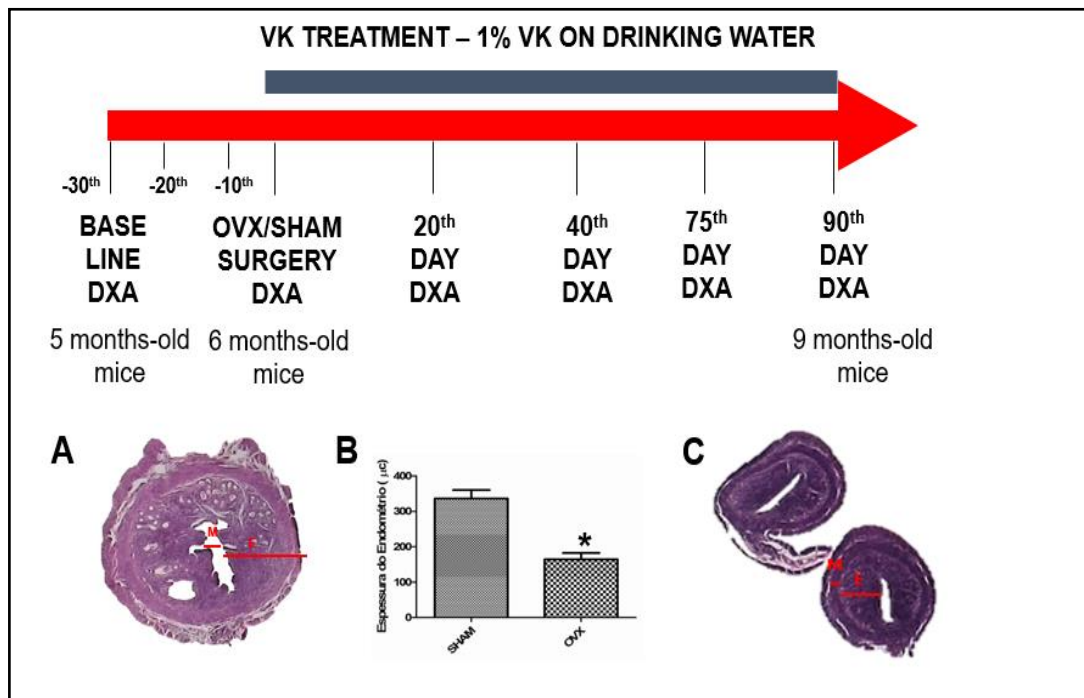 VK TREATMENT – 1% VK ON DRINKING WATER
-30th
-20th
-10th
BASE
LINE
DXA
OVX/SHAM
SURGERY
DXA
20th
DAY
DXA
40th
DAY
DXA
75th
DAY
DXA
90th
DAY
DXA
5 months-old
mice
6 months-old
mice
9 months-old
mice
A
M
E
B
Espessura do Endométrio ( µc)
400
300
200
100
0
*
SHAM
OVX
C
M
E